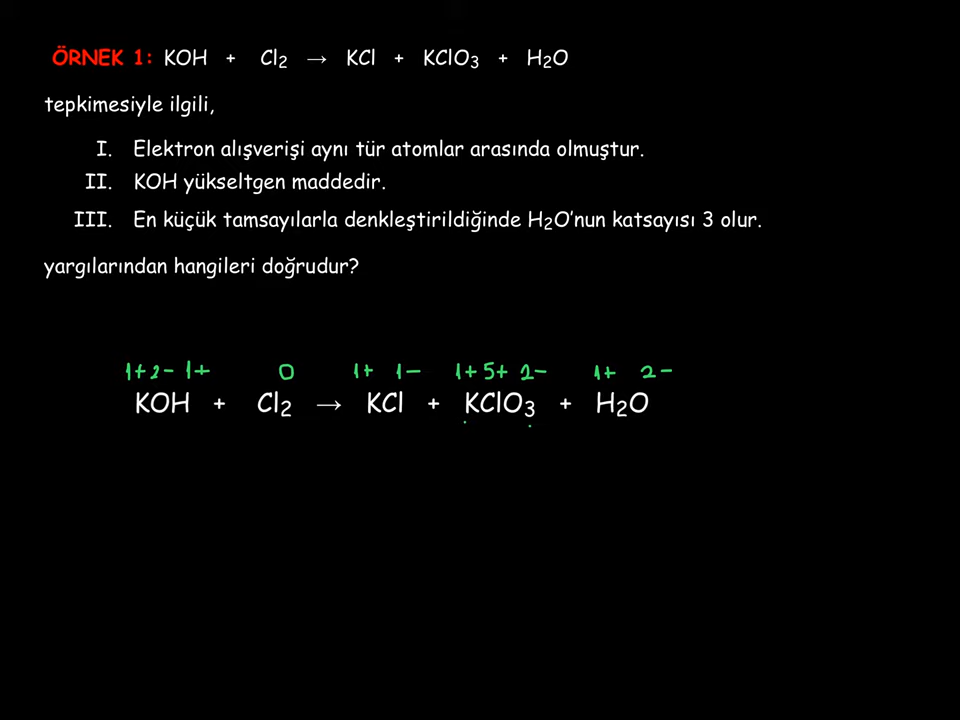 ÖRNEK 1: KOH + Cl₂ → KCl + KClO₃ + H₂O
tepkimesiyle ilgili,
I. Elektron alışverişi aynı tür atomlar arasında olmuştur.
II. KOH yükseltgen maddedir.
III. En küçük tamsayılarla denkleştirildiğinde H₂O'nun katsayısı 3 olur.
yargılarından hangileri doğrudur?
1+ 2- 1+ 0 1+ 1- 1+ 5+ 2- 1+ 2-
KOH + Cl₂ → KCl + KClO₃ + H₂O